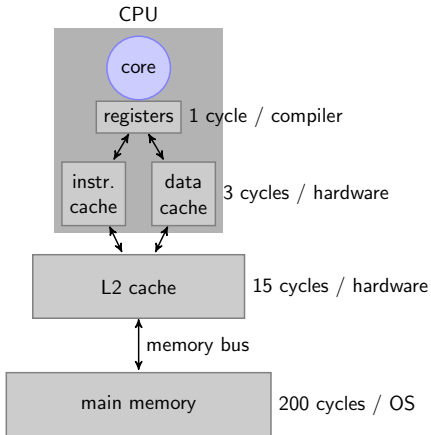 CPU
core
registers
1 cycle / compiler
instr.
cache
data
cache
3 cycles / hardware
L2 cache
15 cycles / hardware
memory bus
main memory
200 cycles / OS